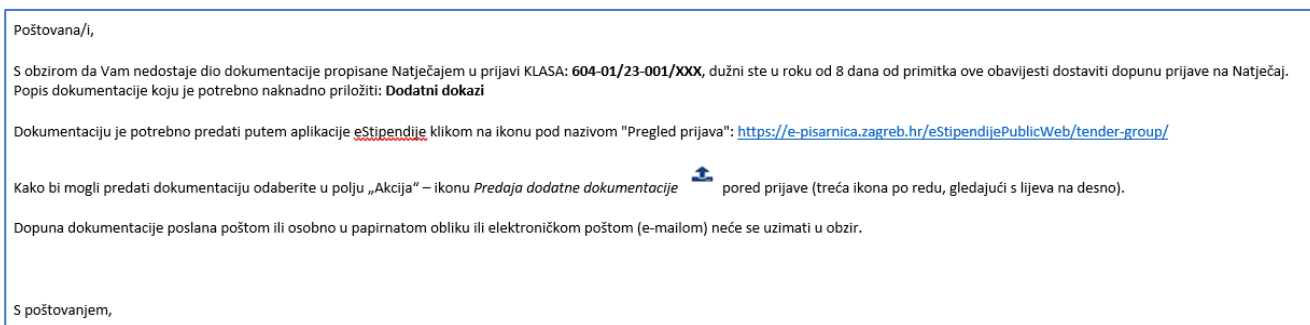 Poštovana/i,
S obzirom da Vam nedostaje dio dokumentacije propisane Natječajem u prijavi KLASA: 604-01/23-001/XXX, dužni ste u roku od 8 dana od primitka ove obavijesti dostaviti dopunu prijave na Natječaj.
Popis dokumentacije koju je potrebno naknadno priložiti: Dodatni dokazi
Dokumentaciju je potrebno predati putem aplikacije eStipendije klikom na ikonu pod nazivom "Pregled prijava": https://e-pisarnica.zagreb.hr/eStipendijePublicWeb/tender-group/
Kako bi mogli predati dokumentaciju odaberite u polju „Akcija“ – ikonu Predaja dodatne dokumentacije pored prijave (treća ikona po redu, gledajući s lijeva na desno).
Dopuna dokumentacije poslana poštom ili osobno u papirnatom obliku ili elektroničkom poštom (e-mailom) neće se uzimati u obzir.
S poštovanjem,